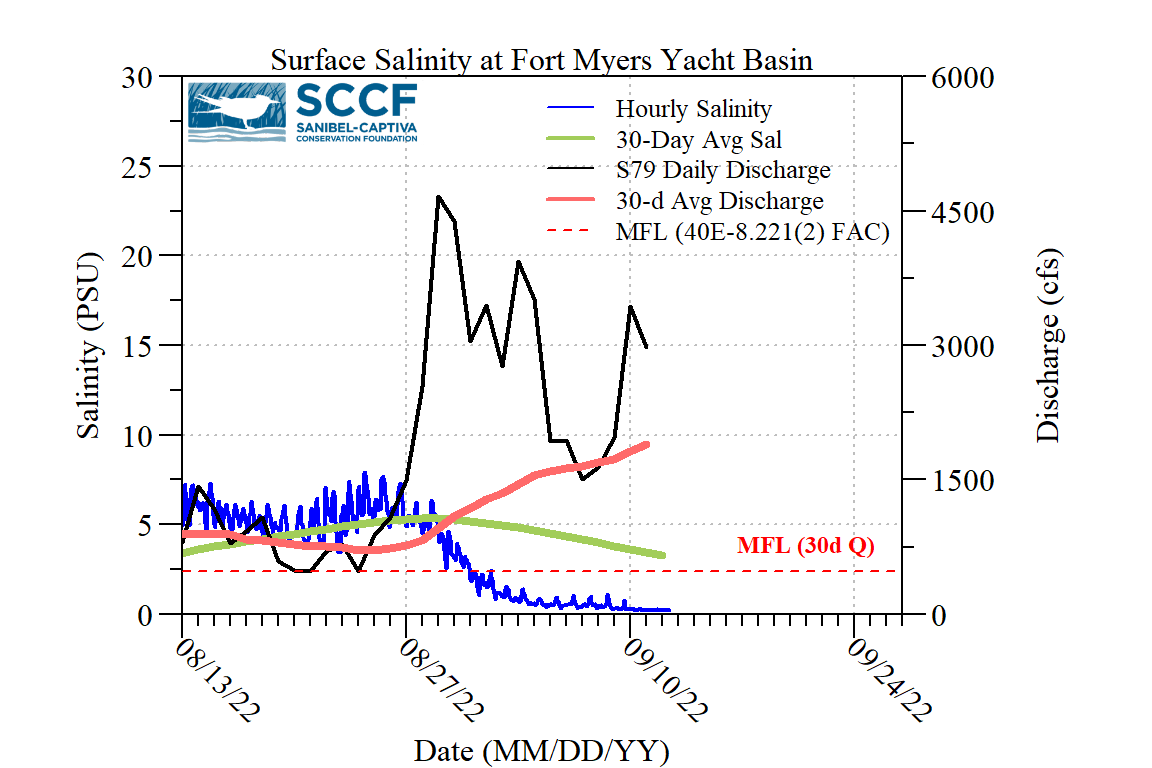 Surface Salinity at Fort Myers Yacht Basin
SCCF
SANIBEL-CAPTIVA
CONSERVATION FOUNDATION
Hourly Salinity
30-Day Avg Sal
S79 Daily Discharge
30-d Avg Discharge
MFL (40E-8.221(2) FAC)
30
25
20
15
10
5
0
Salinity (PSU)
6000
4500
3000
1500
0
Discharge (cfs)
MFL (30d Q)
08/13/22
08/27/22
09/10/22
09/24/22
Date (MM/DD/YY)